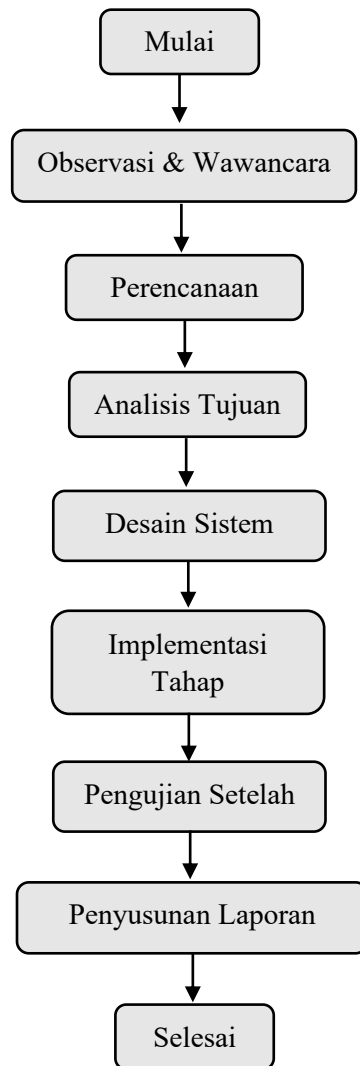 Mulai
Observasi & Wawancara
Perencanaan
Analisis Tujuan
Desain Sistem
Implementasi
Tahap
Pengujian Setelah
Penyusunan Laporan
Selesai